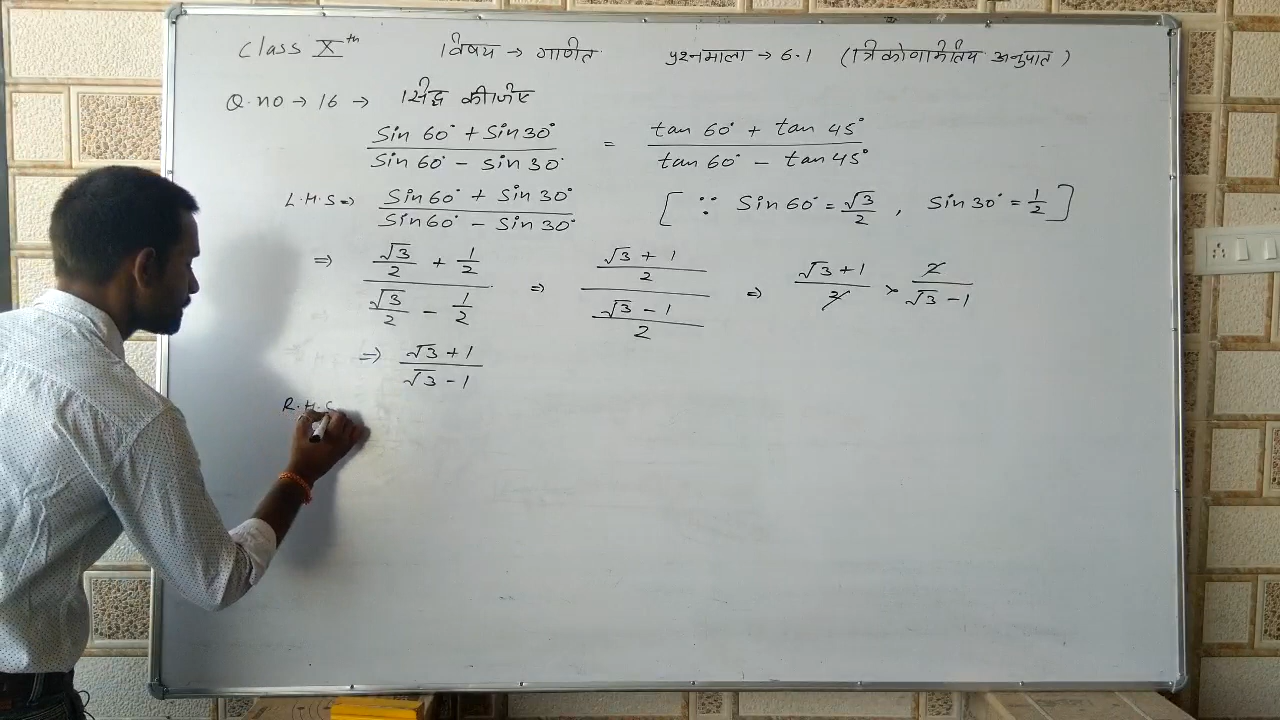 Class Xth विषय → गणित प्रश्नमाला → 6.1 (त्रिकोणमितिय अनुपात)
Q.no → 16 → सिद्ध कीजिए
(sin 60° + sin 30°)/(sin 60° - sin 30°) = (tan 60° + tan 45°)/(tan 60° - tan 45°)
L.H.S ⇒ (sin 60° + sin 30°)/(sin 60° - sin 30°) [∵ sin 60° = √3/2, sin 30° = 1/2]
⇒ (√3/2 + 1/2)/(√3/2 - 1/2) ⇒ ((√3 + 1)/2)/((√3 - 1)/2) ⇒ (√3 + 1)/2 × 2/(√3 - 1)
⇒ (√3 + 1)/(√3 - 1)
R.H.S